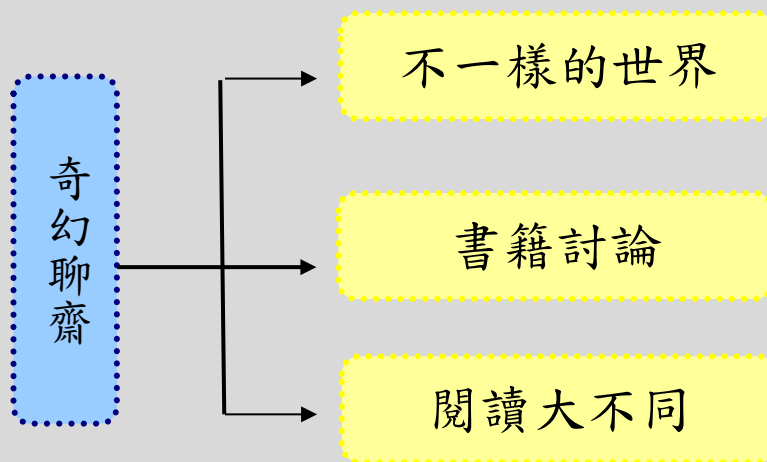 奇幻聊齋
不一樣的世界
書籍討論
閱讀大不同